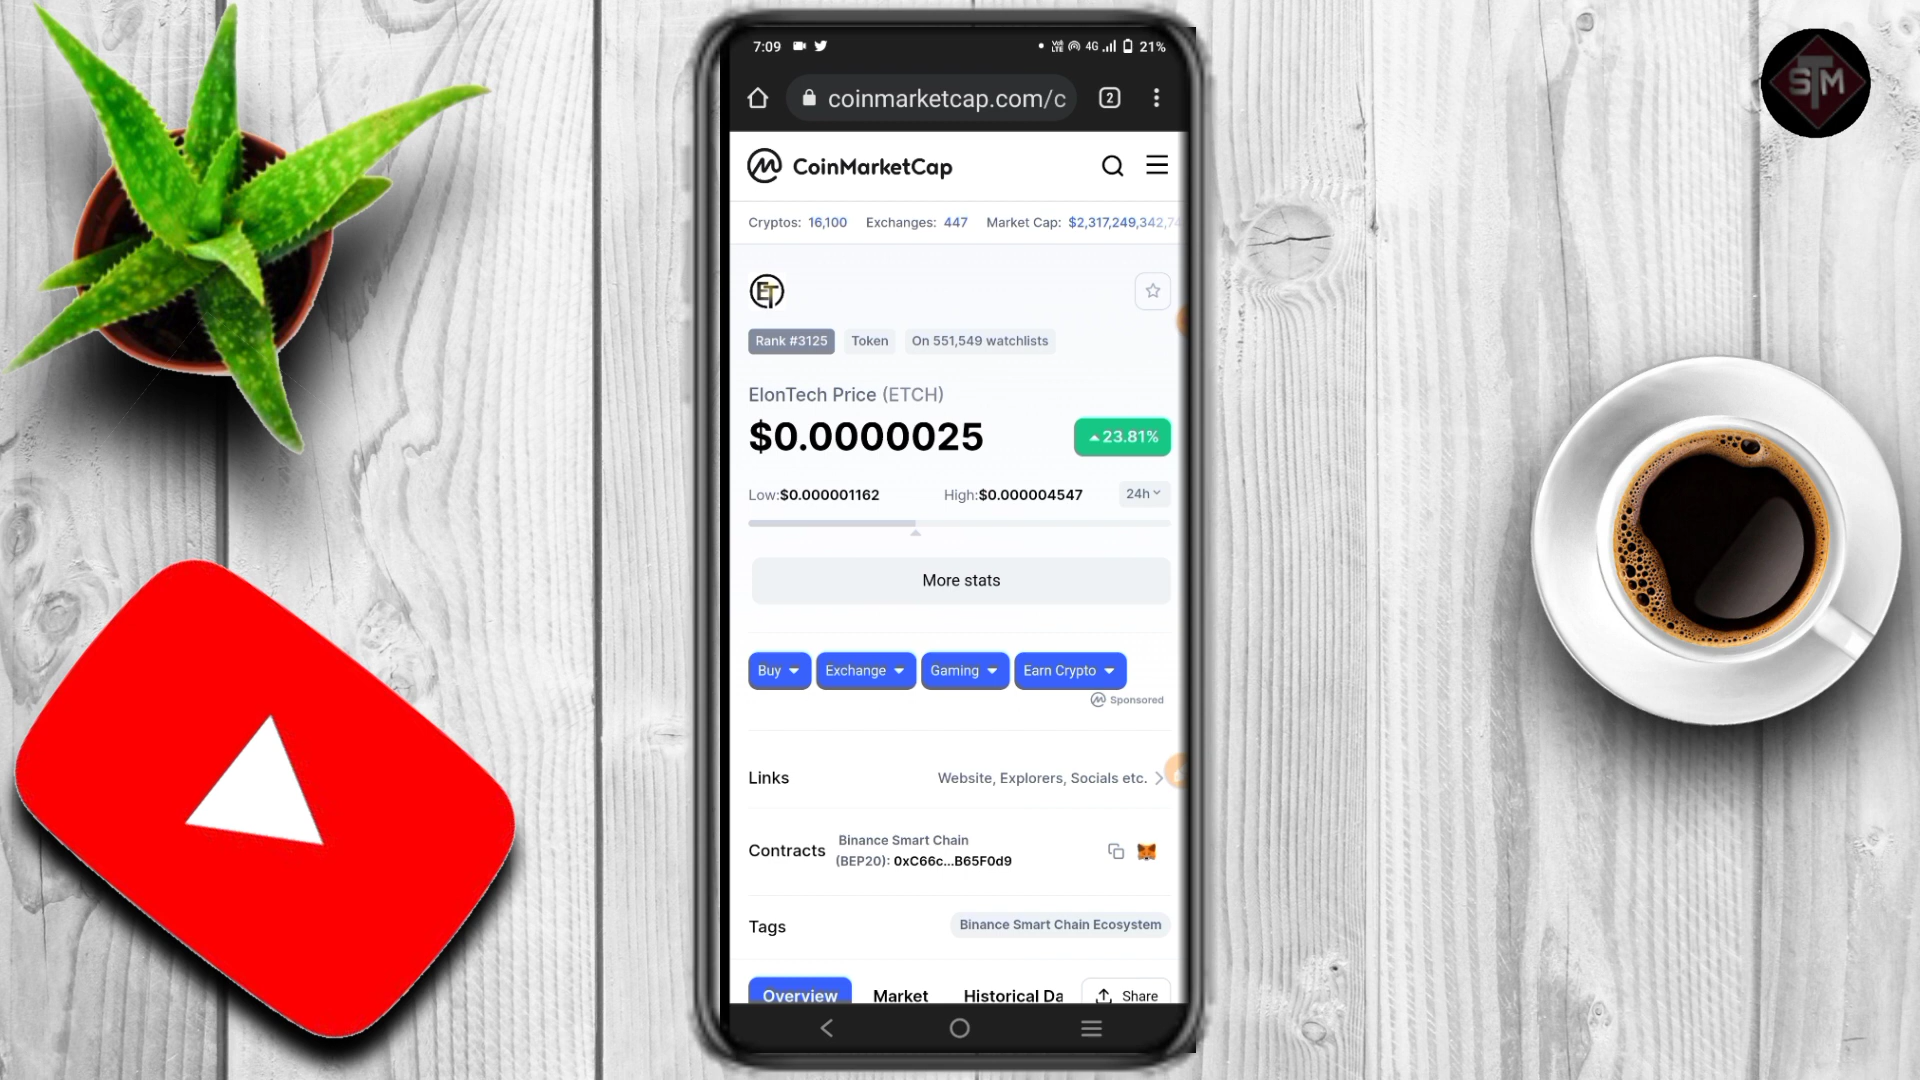 7:09
4G 21%
coinmarketcap.com/c
2
CoinMarketCap
Cryptos: 16,100 Exchanges: 447 Market Cap: $2,317,249,342,74
ET
Rank #3125 Token On 551,549 watchlists
ElonTech Price (ETCH)
$0.0000025 23.81%
Low:$0.000001162 High:$0.000004547 24h
More stats
Buy Exchange Gaming Earn Crypto
Sponsored
Links Website, Explorers, Socials etc.
Contracts Binance Smart Chain
(BEP20): 0xC66c...B65F0d9
Tags Binance Smart Chain Ecosystem
Overview Market Historical Da Share
STM